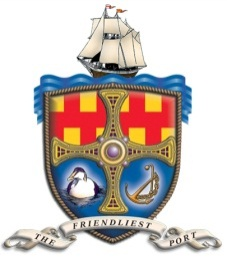 THE FRIENDLIEST PORT